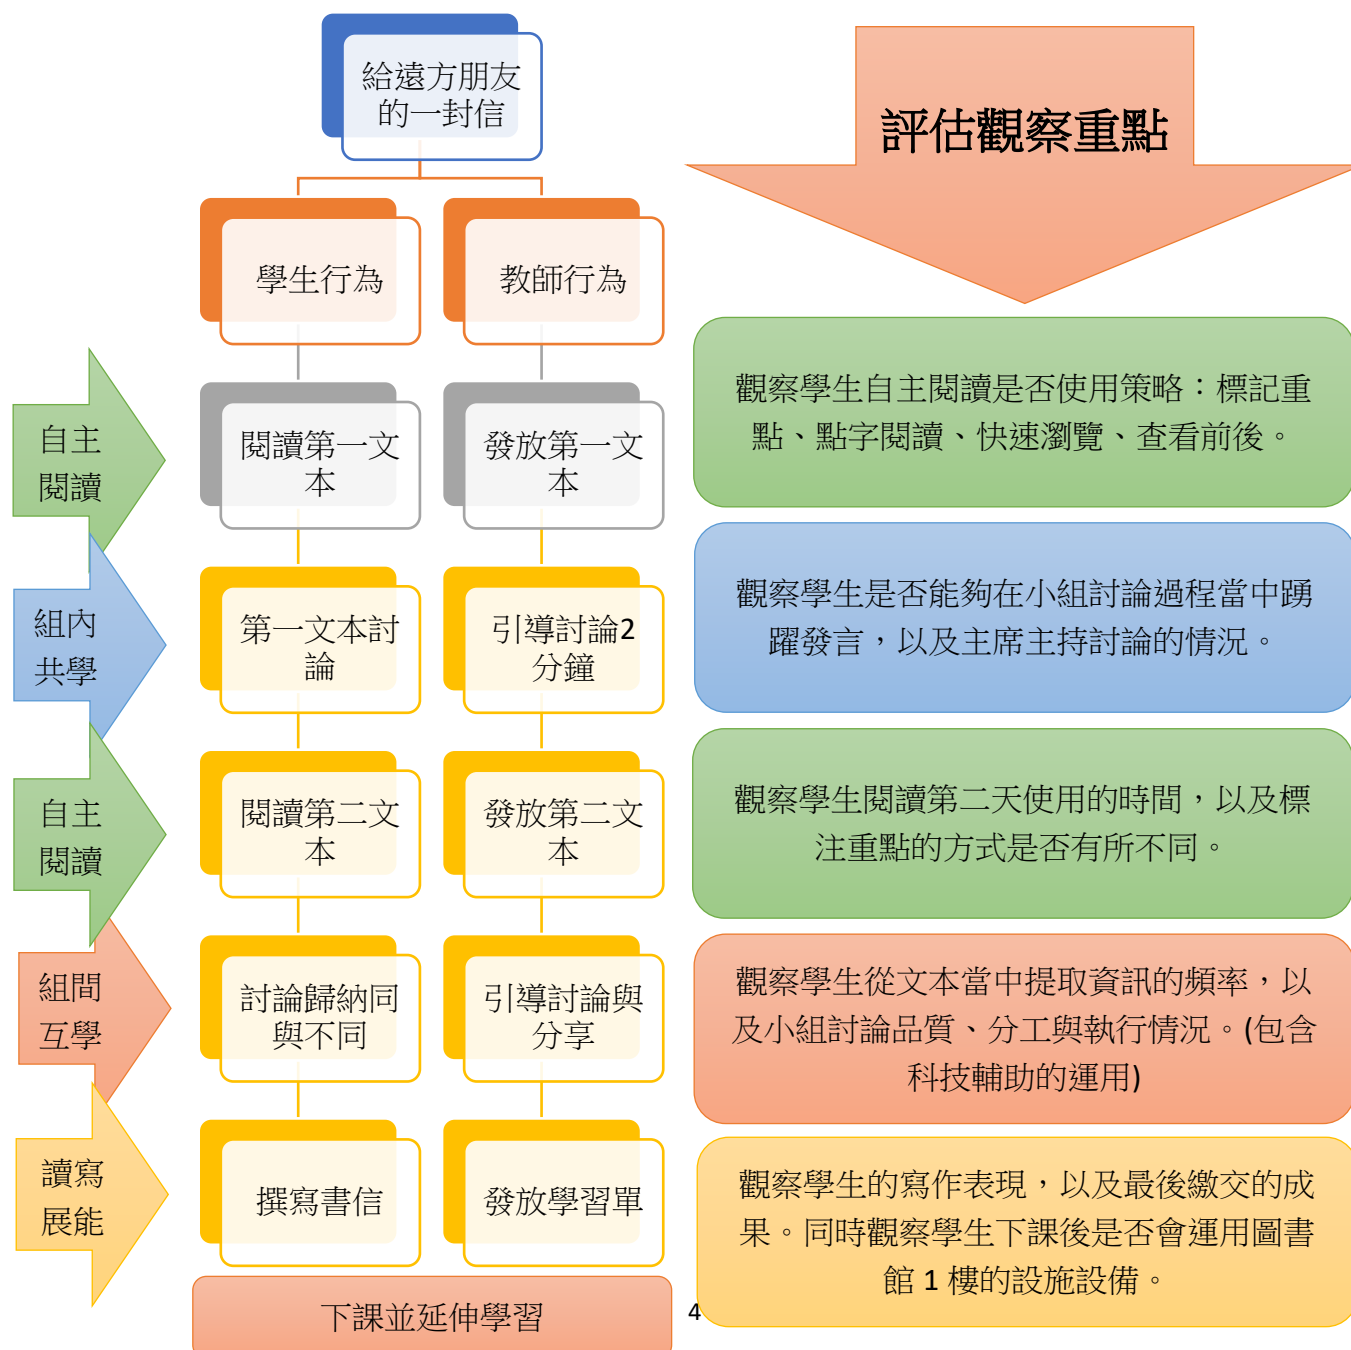 給遠方朋友
的一封信
評估觀察重點
學生行為
教師行為
自主
閱讀
閱讀第一文
本
發放第一文
本
觀察學生自主閱讀是否使用策略：標記重
點、點字閱讀、快速瀏覽、查看前後。
組內
共學
第一文本討
論
引導討論2
分鐘
觀察學生是否能夠在小組討論過程當中踴
躍發言，以及主席主持討論的情況。
自主
閱讀
閱讀第二文
本
發放第二文
本
觀察學生閱讀第二天使用的時間，以及標
注重點的方式是否有所不同。
組間
互學
討論歸納同
與不同
引導討論與
分享
觀察學生從文本當中提取資訊的頻率，以
及小組討論品質、分工與執行情況。(包含
科技輔助的運用)
讀寫
展能
撰寫書信
發放學習單
觀察學生的寫作表現，以及最後繳交的成
果。同時觀察學生下課後是否會運用圖書
館 1 樓的設施設備。
下課並延伸學習
4